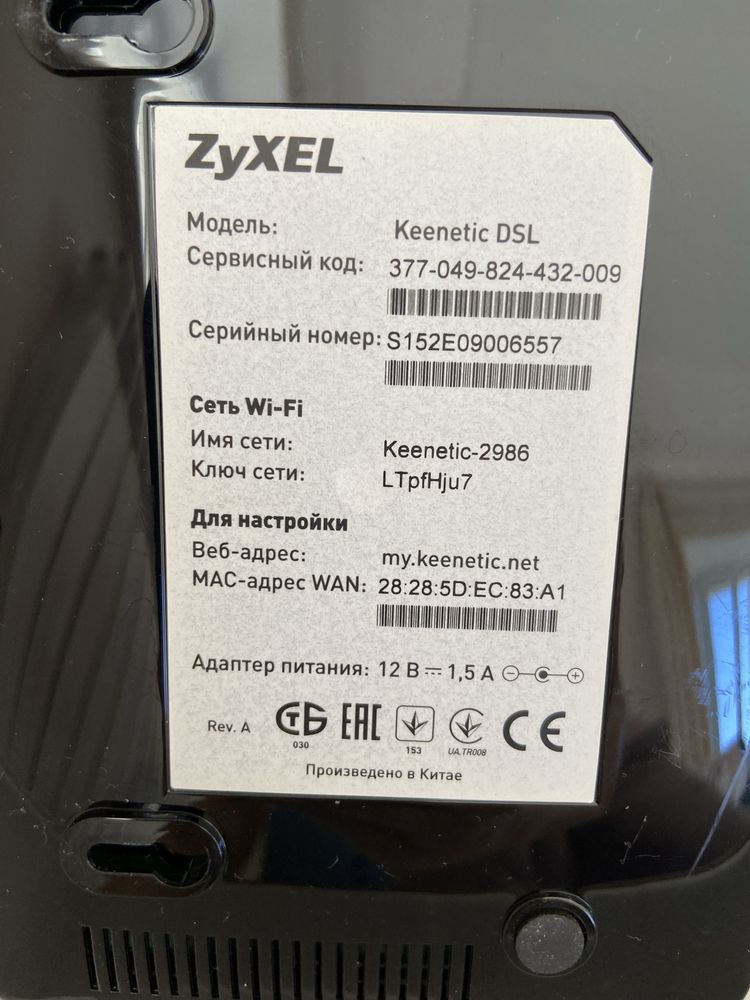 ZyXEL
Модель: Keenetic DSL
Сервисный код: 377-049-824-432-009
Серийный номер: S152E09006557
Сеть Wi-Fi
Имя сети: Keenetic-2986
Ключ сети: LTpfHju7
Для настройки
Веб-адрес: my.keenetic.net
MAC-адрес WAN: 28:28:5D:EC:83:A1
Адаптер питания: 12 В ⎓ 1,5 А
Rev. A
030
EAC
153
UA.TR008
CE
Произведено в Китае